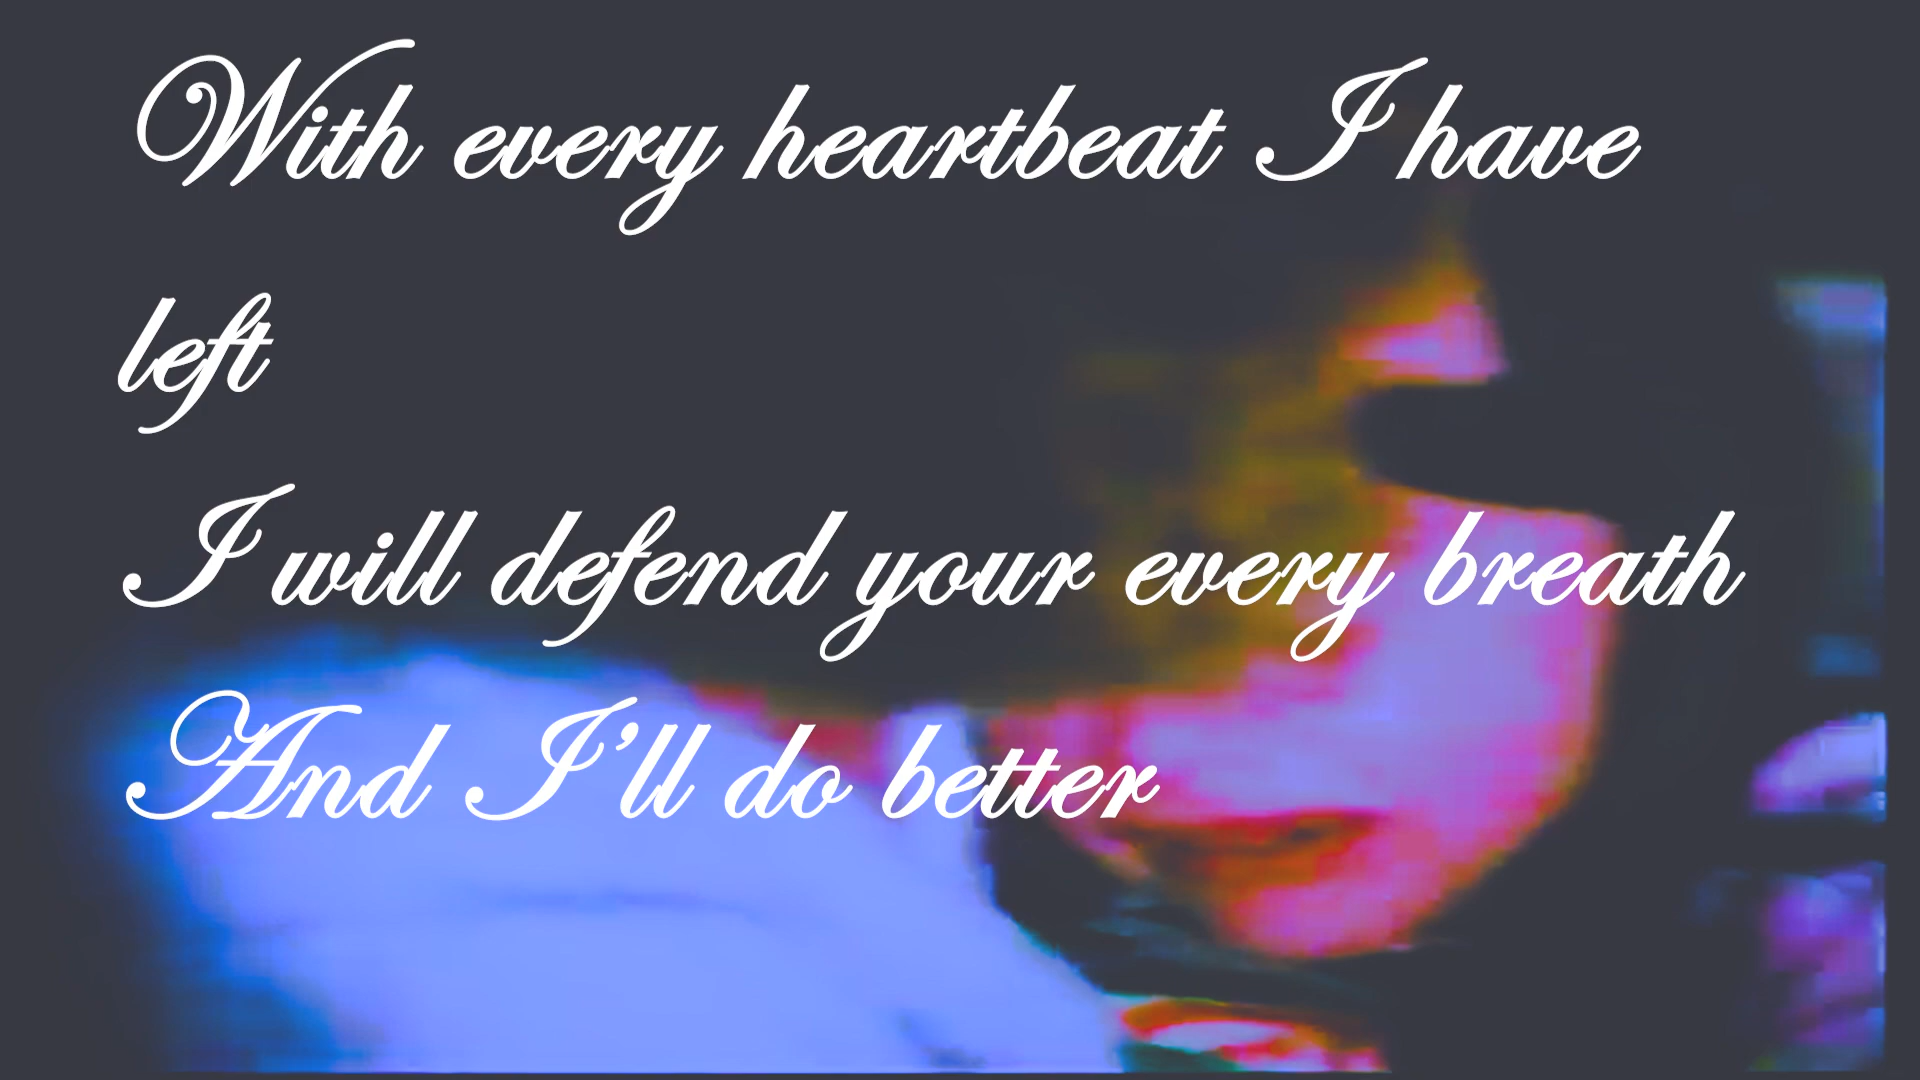 With every heartbeat I have
left
I will defend your every breath
And I’ll do better